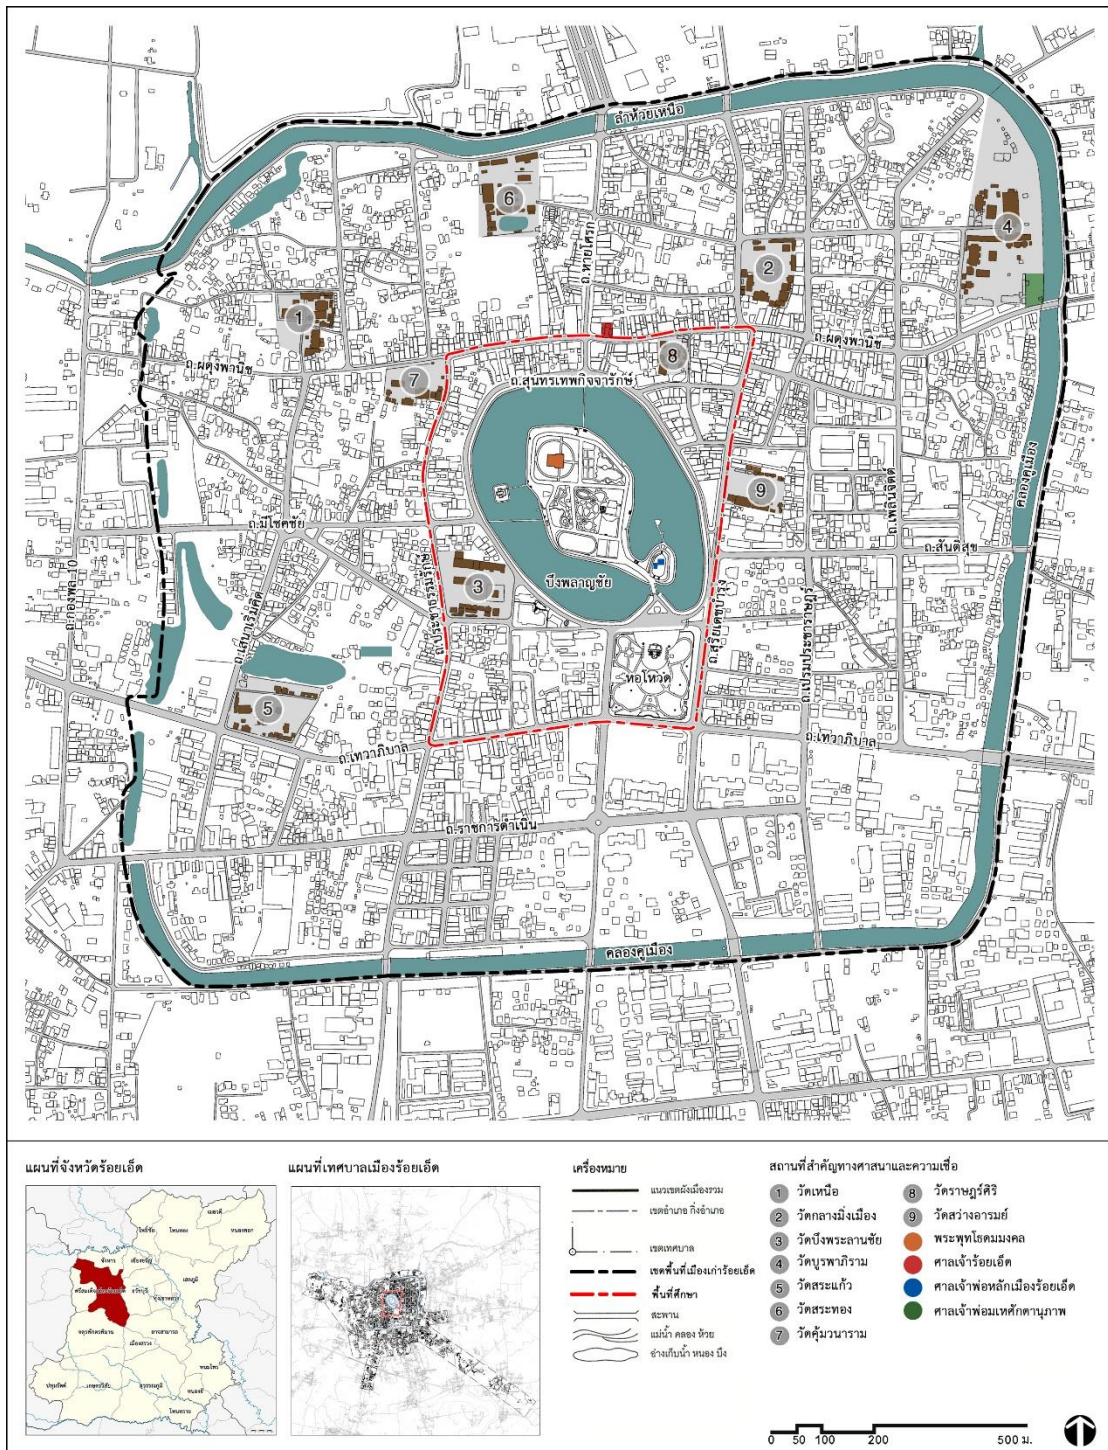 ลำห้วยเหนือ
6
4
2
ถ.หายโศรก
1
ถ.ผดุงพานิช
ถ.ผดุงพานิช
8
7
ถ.สุนทรเทพกิจจารักษ์
คลองคูเมือง
9
ถ.เพลินจิตต์
ถ.มีโชคชัย
ถ.สันติสุข
บึงพลาญชัย
3
ถ.กองพล 10
ถ.เสนาเริ่มคิด
ถ.สุริยเดชบำรุง
ถ.เปรมประชาราษฎร์
หอโหวด
5
ถ.เทวาภิบาล
ถ.เทวาภิบาล
ถ.ราชการดำเนิน
คลองคูเมือง
แผนที่จังหวัดร้อยเอ็ด
แผนที่เทศบาลเมืองร้อยเอ็ด
เครื่องหมาย
แนวเขตผังเมืองรวม
เขตอำเภอ กิ่งอำเภอ
เขตเทศบาล
เขตพื้นที่เมืองเก่าร้อยเอ็ด
พื้นที่ศึกษา
สะพาน
แม่น้ำ คลอง ห้วย
อ่างเก็บน้ำ หนอง บึง
สถานที่สำคัญทางศาสนาและความเชื่อ
1 วัดเหนือ
2 วัดกลางมิ่งเมือง
3 วัดบึงพระลานชัย
4 วัดบูรพาภิราม
5 วัดสระแก้ว
6 วัดสระทอง
7 วัดคุ้มวนาราม
8 วัดราษฎร์ศิริ
9 วัดสว่างอารมย์
พระพุทโธดมมงคล
ศาลเจ้าร้อยเอ็ด
ศาลเจ้าพ่อหลักเมืองร้อยเอ็ด
ศาลเจ้าพ่อมเหศักดานุภาพ
0 50 100 200 500 ม.